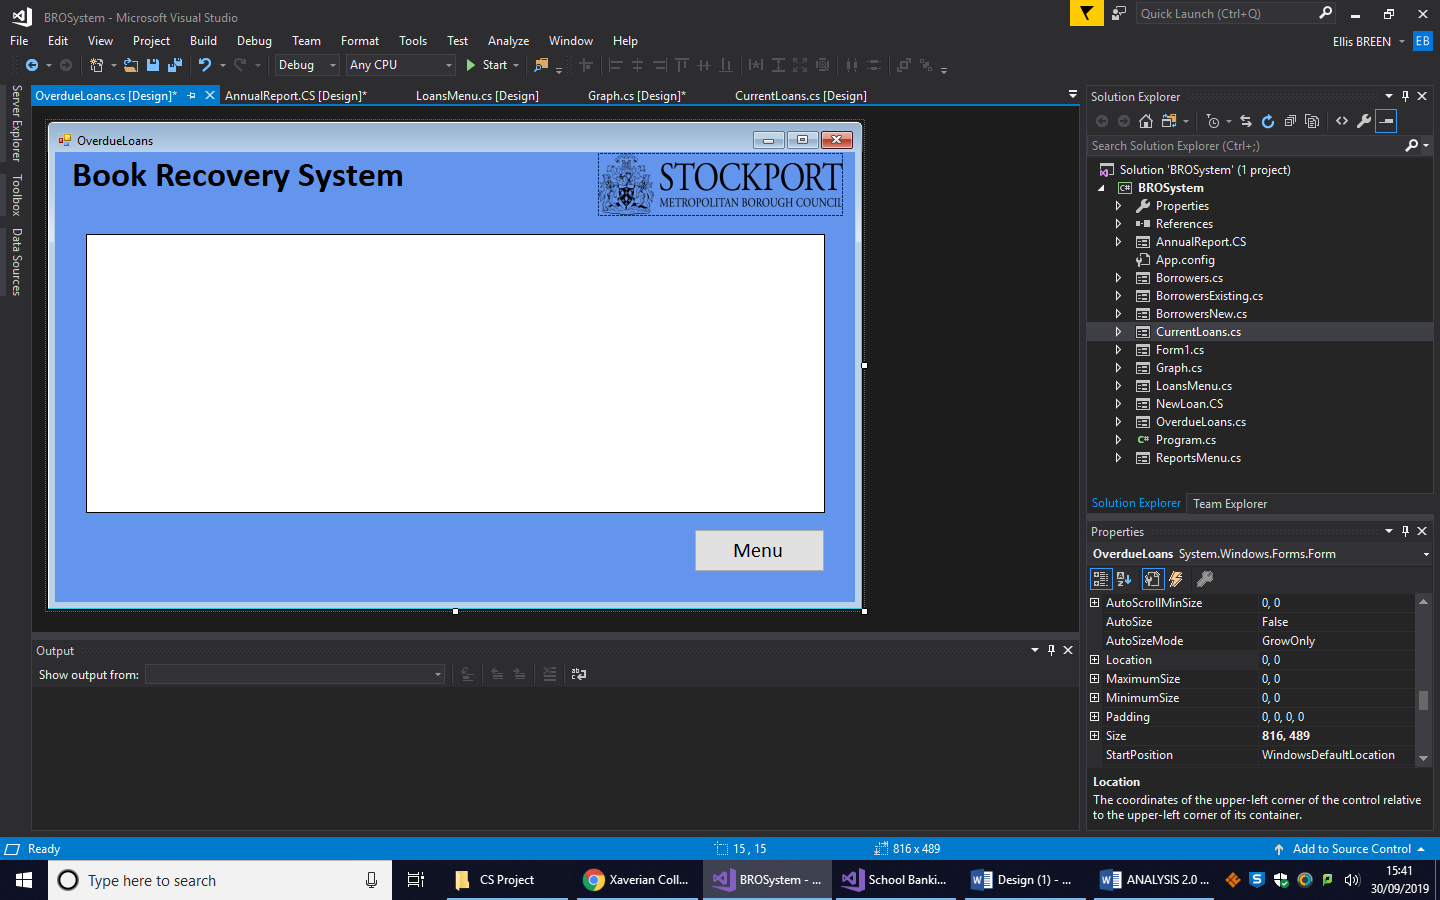 BROSystem - Microsoft Visual Studio
Quick Launch (Ctrl+Q)
File Edit View Project Build Debug Team Format Tools Test Analyze Window Help
Ellis BREEN EB
Debug Any CPU Start
OverdueLoans.cs [Design]* AnnualReport.CS [Design]* LoansMenu.cs [Design] Graph.cs [Design]* CurrentLoans.cs [Design]
Server Explorer
Toolbox
Data Sources
OverdueLoans
Book Recovery System
STOCKPORT
METROPOLITAN BOROUGH COUNCIL
Menu
Output
Show output from:
Solution Explorer
Search Solution Explorer (Ctrl+;)
Solution 'BROSystem' (1 project)
C# BROSystem
Properties
References
AnnualReport.CS
App.config
Borrowers.cs
BorrowersExisting.cs
BorrowersNew.cs
CurrentLoans.cs
Form1.cs
Graph.cs
LoansMenu.cs
NewLoan.CS
OverdueLoans.cs
C# Program.cs
ReportsMenu.cs
Solution Explorer Team Explorer
Properties
OverdueLoans System.Windows.Forms.Form
AutoScrollMinSize 0, 0
AutoSize False
AutoSizeMode GrowOnly
Location 0, 0
MaximumSize 0, 0
MinimumSize 0, 0
Padding 0, 0, 0, 0
Size 816, 489
StartPosition WindowsDefaultLocation
Location
The coordinates of the upper-left corner of the control relative
to the upper-left corner of its container.
Ready 15 , 15 816 x 489 Add to Source Control
Type here to search
CS Project Xaverian Coll... BROSystem - ... School Banki... Design (1) - ... ANALYSIS 2.0 ...
15:41
30/09/2019